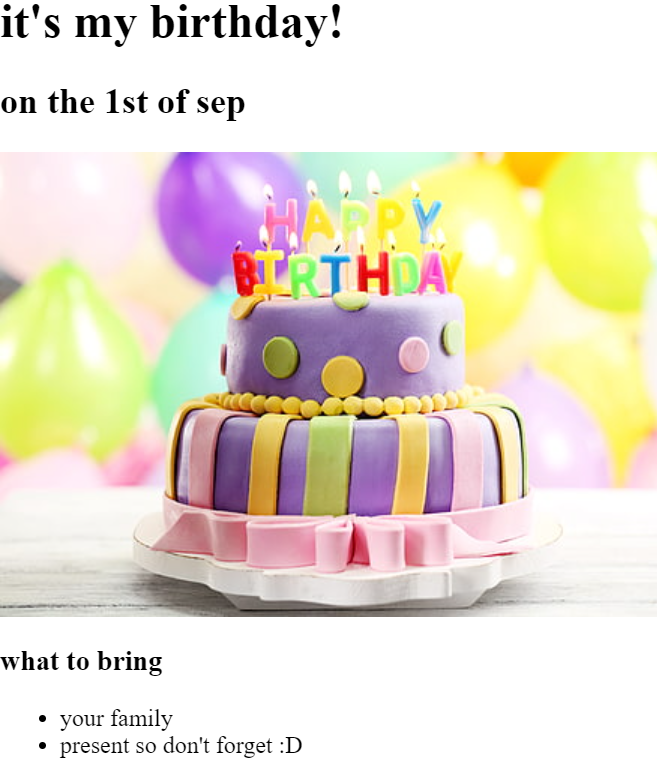 it's my birthday!
on the 1st of sep
HAPPY
BIRTHDAY
what to bring
your family
present so don't forget :D